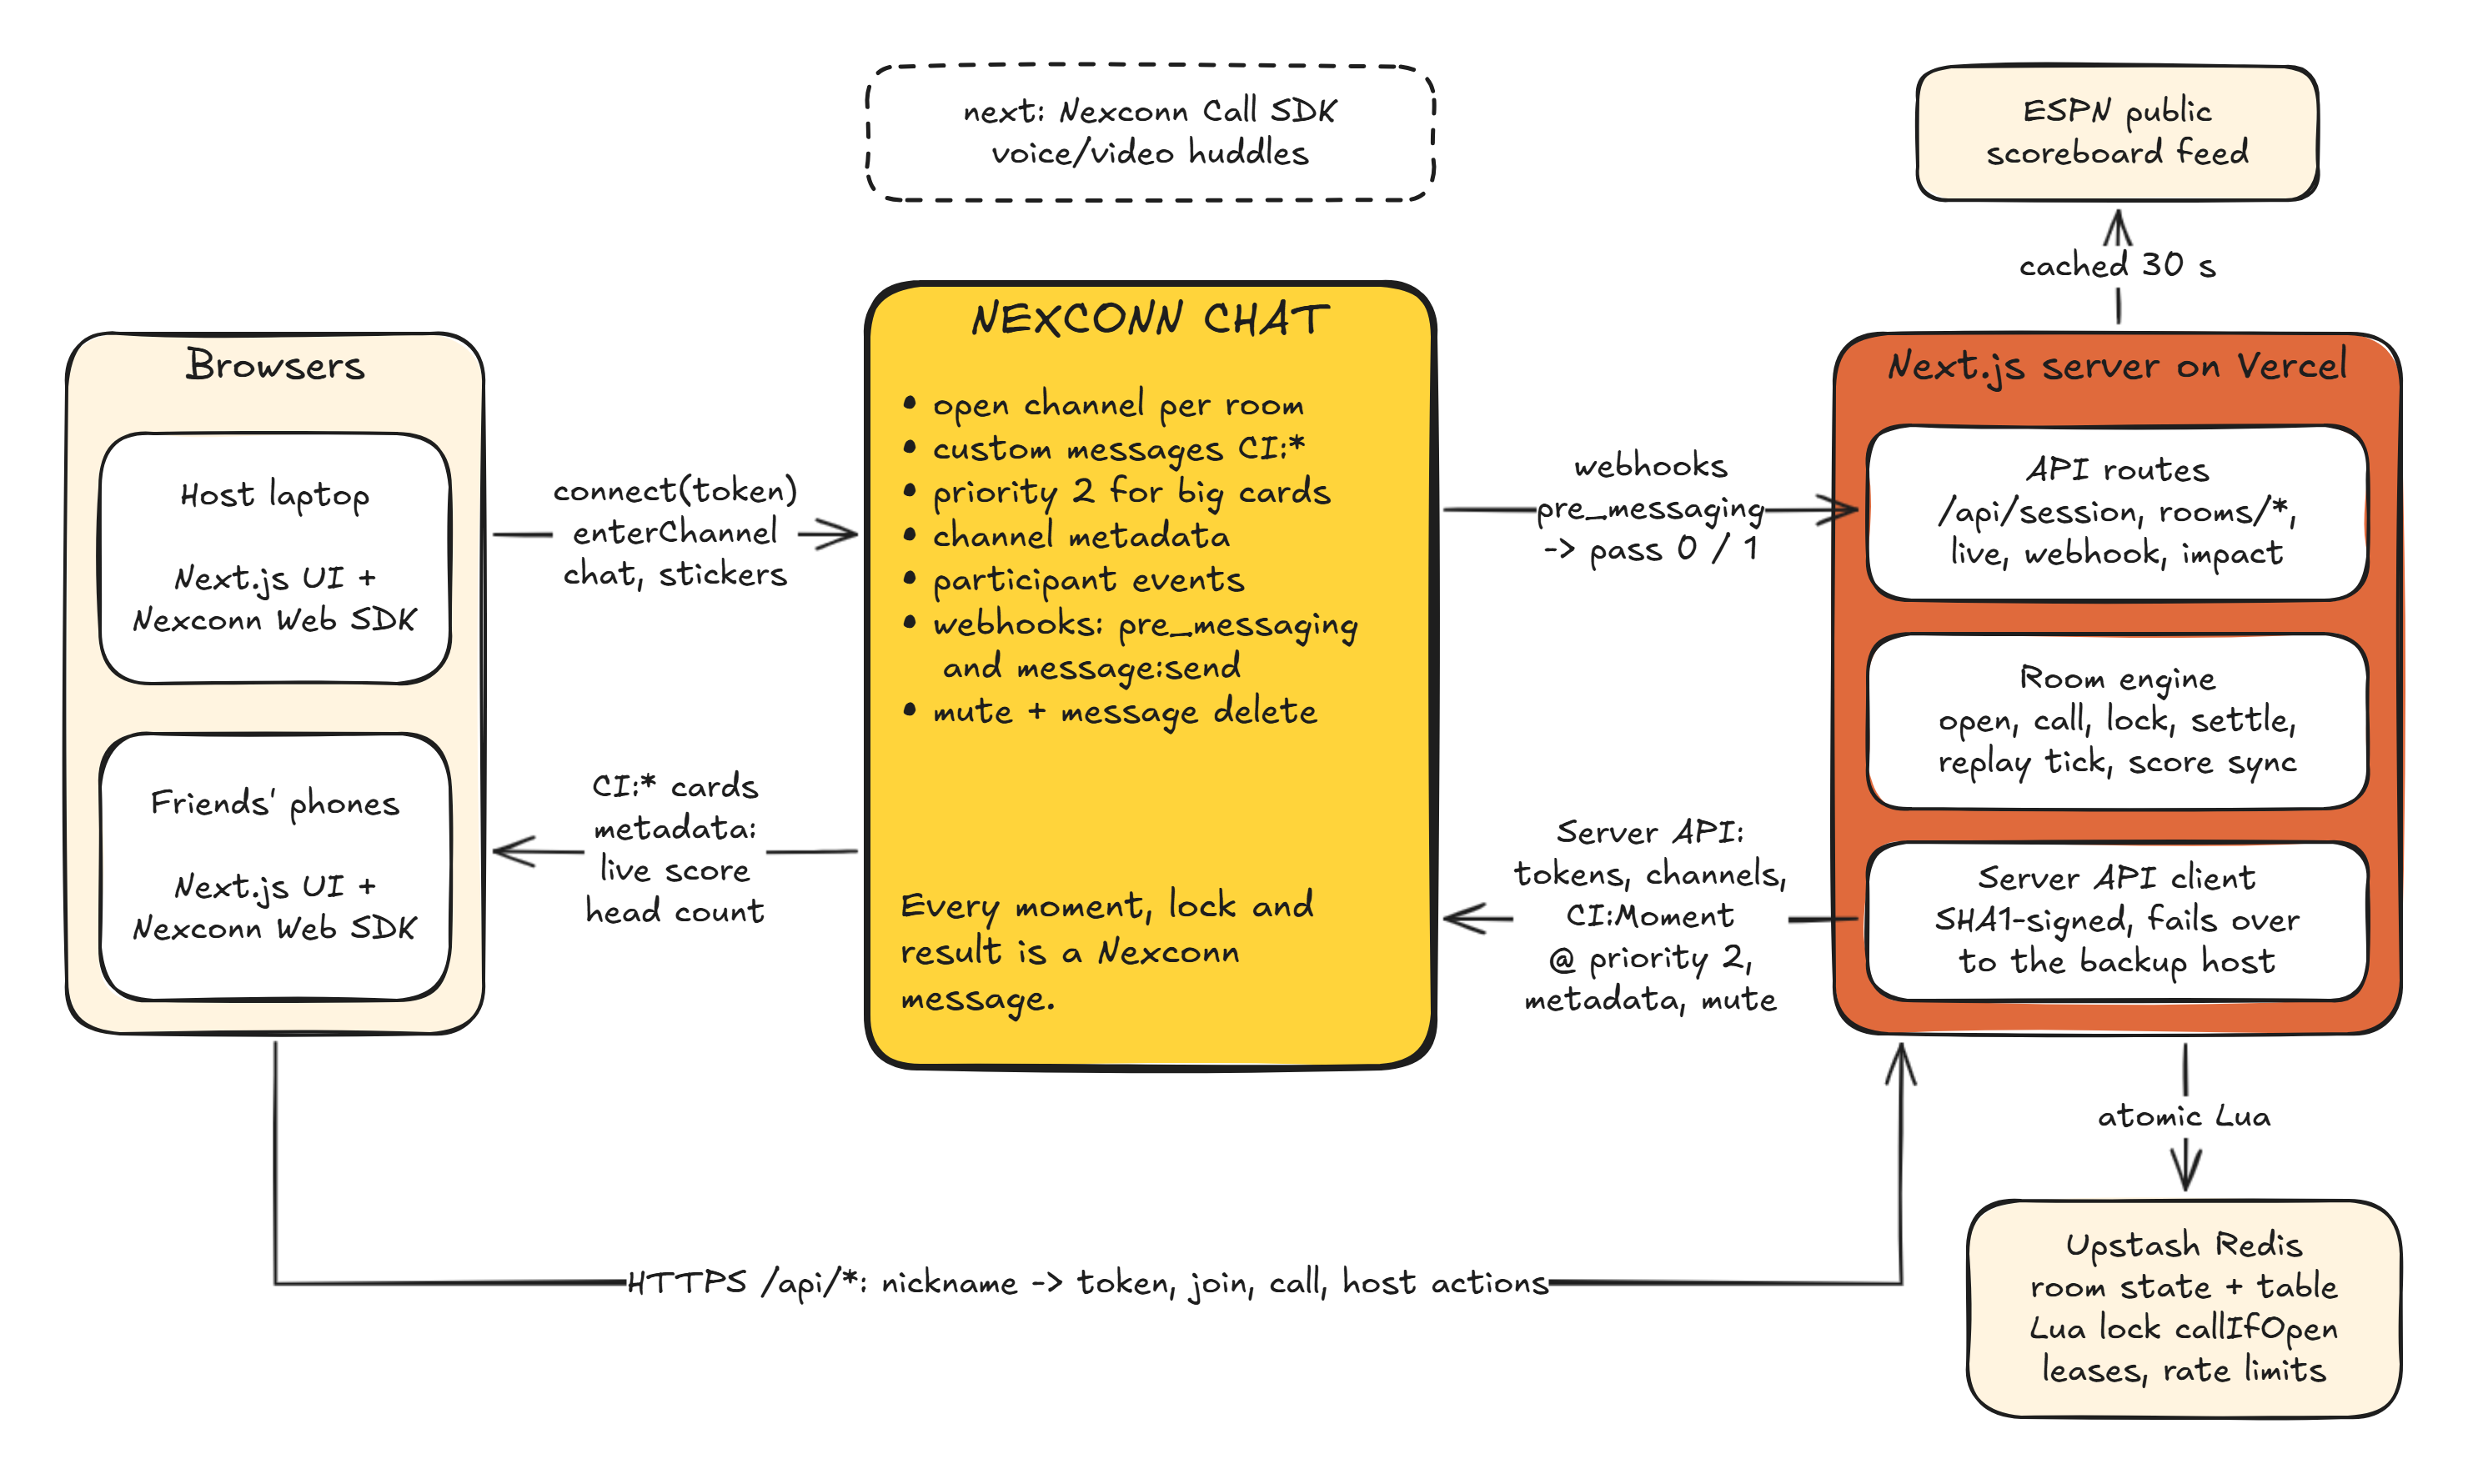 next: Nexconn Call SDK
voice/video huddles
ESPN public
scoreboard feed
cached 30 s
Browsers
Host laptop
Next.js UI +
Nexconn Web SDK
Friends' phones
Next.js UI +
Nexconn Web SDK
connect(token)
enterChannel
chat, stickers
CI:* cards
metadata:
live score
head count
NEXCONN CHAT
• open channel per room
• custom messages CI:*
• priority 2 for big cards
• channel metadata
• participant events
• webhooks: pre_messaging
and message:send
• mute + message delete
Every moment, lock and
result is a Nexconn
message.
webhooks
pre_messaging
-> pass 0 / 1
Server API:
tokens, channels,
CI:Moment
@ priority 2,
metadata, mute
Next.js server on Vercel
API routes
/api/session, rooms/*,
live, webhook, impact
Room engine
open, call, lock, settle,
replay tick, score sync
Server API client
SHA1-signed, fails over
to the backup host
atomic Lua
Upstash Redis
room state + table
Lua lock callIfOpen
leases, rate limits
HTTPS /api/*: nickname -> token, join, call, host actions